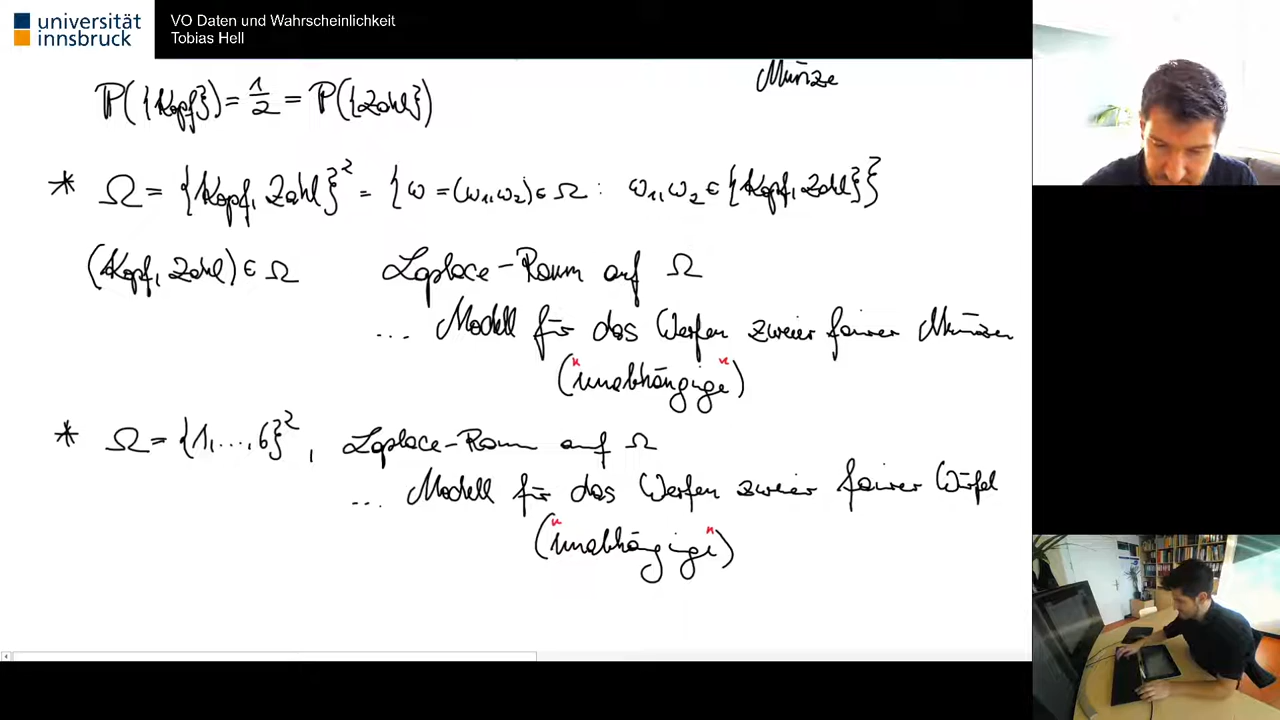 universität
innsbruck
VO Daten und Wahrscheinlichkeit
Tobias Hell
Münze
P({Kopf}) = 1/2 = P({Zahl})
* Ω = {Kopf, Zahl}² = {ω = (ω₁, ω₂) ∈ Ω : ω₁, ω₂ ∈ {Kopf, Zahl}}
(Kopf, Zahl) ∈ Ω Laplace-Raum auf Ω
... Modell für das Werfen zweier fairer Münzen
("unabhängige")
* Ω = {1, ..., 6}², Laplace-Raum auf Ω
... Modell für das Werfen zweier fairer Würfel
("unabhängige")